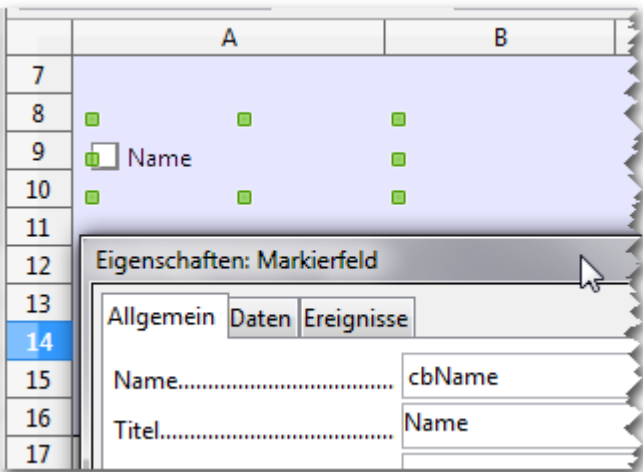 A B
7
8
9 Name
10
11
12 Eigenschaften: Markierfeld
13 Allgemein Daten Ereignisse
14
15 Name................................... cbName
16 Titel..................................... Name
17